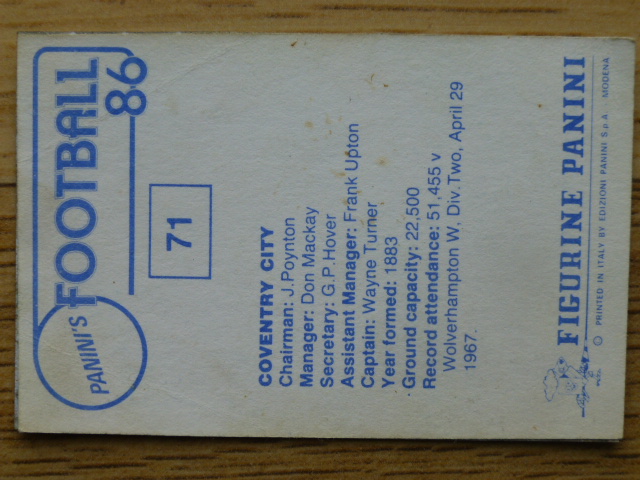 PANINI'S FOOTBALL
86
71
COVENTRY CITY
Chairman: J.Poynton
Manager: Don Mackay
Secretary: G.P.Hover
Assistant Manager: Frank Upton
Captain: Wayne Turner
Year formed: 1883
Ground capacity: 22,500
Record attendance: 51,455 v
Wolverhampton W, Div.Two, April 29
1967.
FIGURINE PANINI
© PRINTED IN ITALY BY EDIZIONI PANINI S.p.A. MODENA